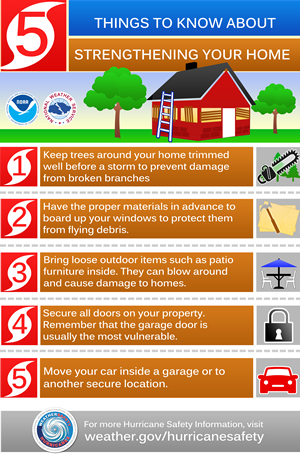 5
THINGS TO KNOW ABOUT
STRENGTHENING YOUR HOME
NOAA
NATIONAL WEATHER SERVICE
1
Keep trees around your home trimmed
well before a storm to prevent damage
from broken branches
2
Have the proper materials in advance to
board up your windows to protect them
from flying debris.
3
Bring loose outdoor items such as patio
furniture inside. They can blow around
and cause damage to homes.
4
Secure all doors on your property.
Remember that the garage door is
usually the most vulnerable.
5
Move your car inside a garage or to
another secure location.
For more Hurricane Safety Information, visit
weather.gov/hurricanesafety